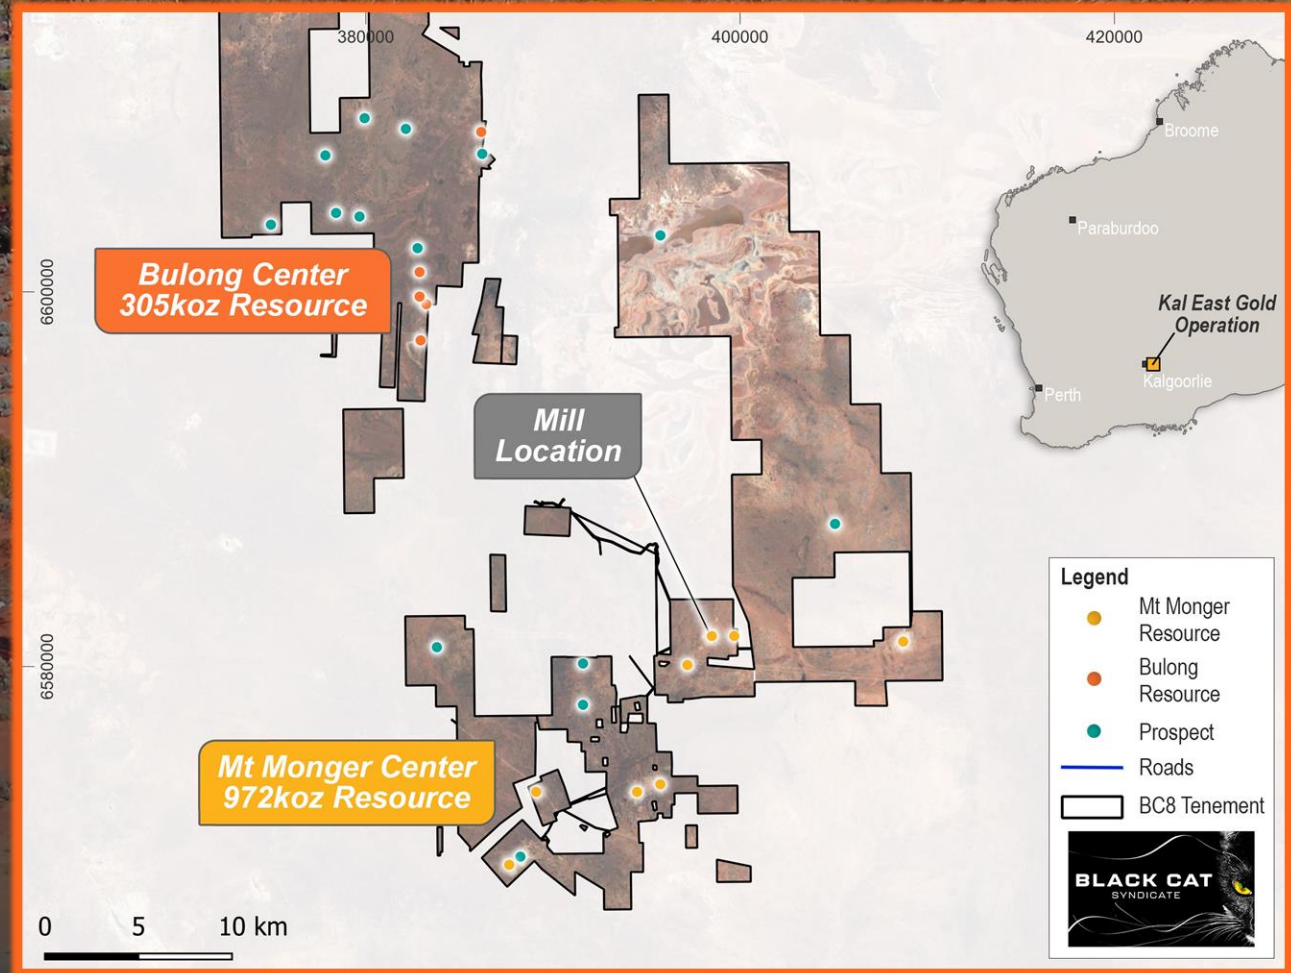 380000
400000
420000
6600000
6580000
Bulong Center
305koz Resource
Mill
Location
Mt Monger Center
972koz Resource
Broome
Paraburdoo
Kal East Gold
Operation
Kalgoorlie
Perth
Legend
Mt Monger
Resource
Bulong
Resource
Prospect
Roads
BC8 Tenement
BLACK CAT
SYNDICATE
0 5 10 km